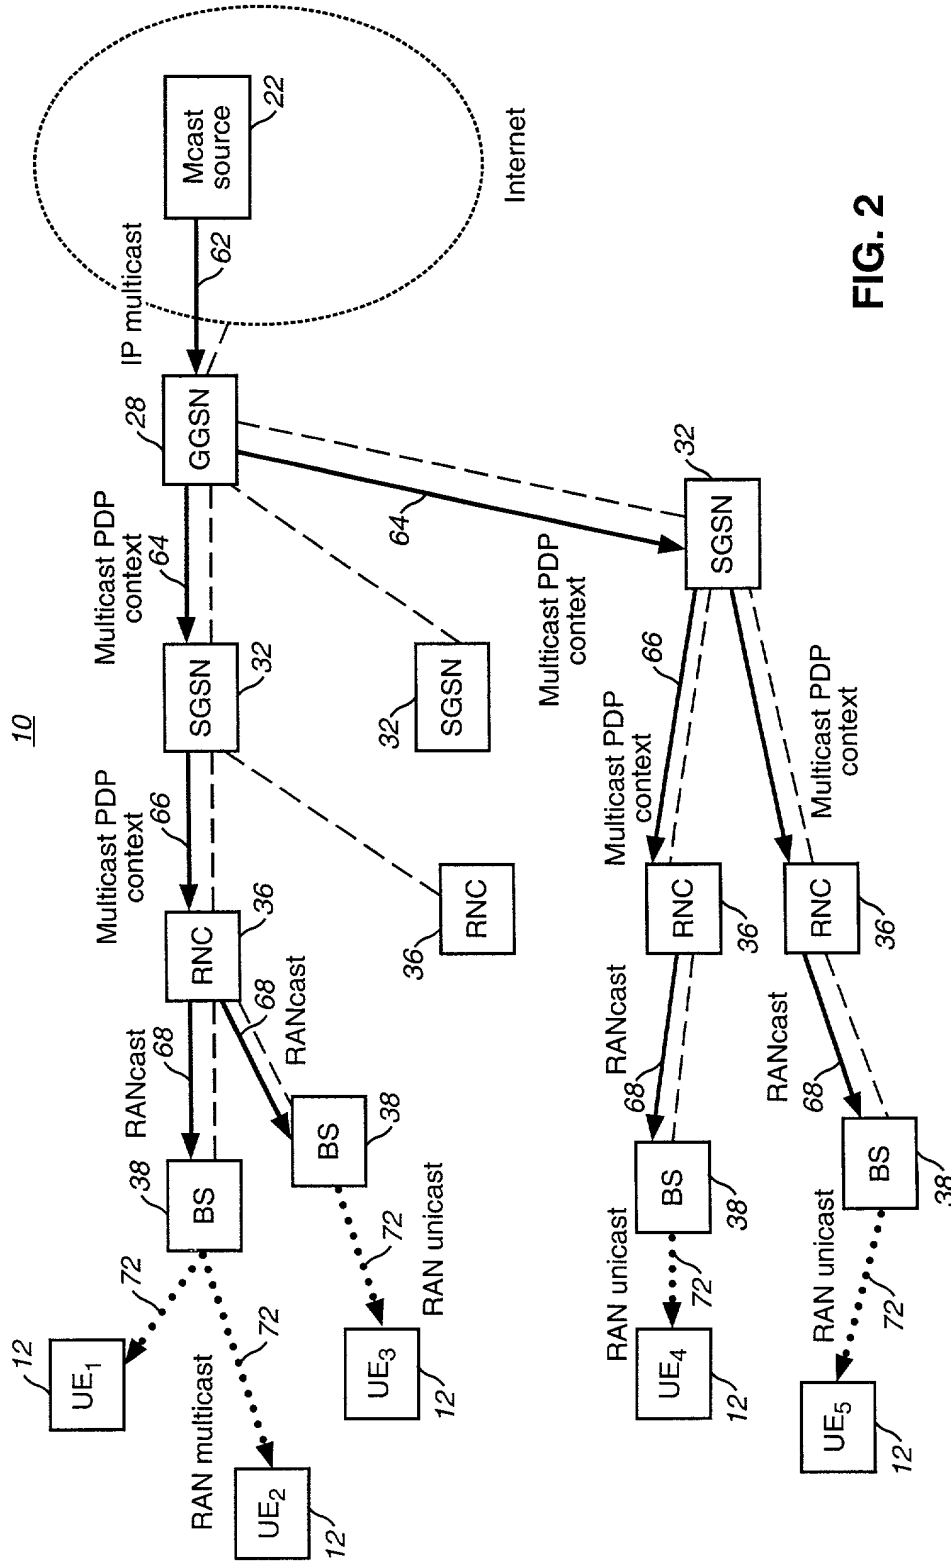 10
Mcast
source
22
Internet
IP multicast
62
GGSN
28
Multicast PDP
context
64
SGSN
32
64
Multicast PDP
context
SGSN
32
SGSN
32
Multicast PDP
context
66
RNC
36
RNC
36
Multicast PDP
context
66
Multicast PDP
context
RNC
36
RNC
36
RANcast
68
68
RANcast
BS
38
BS
38
RANcast
68
BS
38
RANcast
68
BS
38
72
UE1
12
72
RAN multicast
UE2
12
72
RAN unicast
UE3
12
RAN unicast
72
UE4
12
RAN unicast
72
UE5
12
FIG. 2